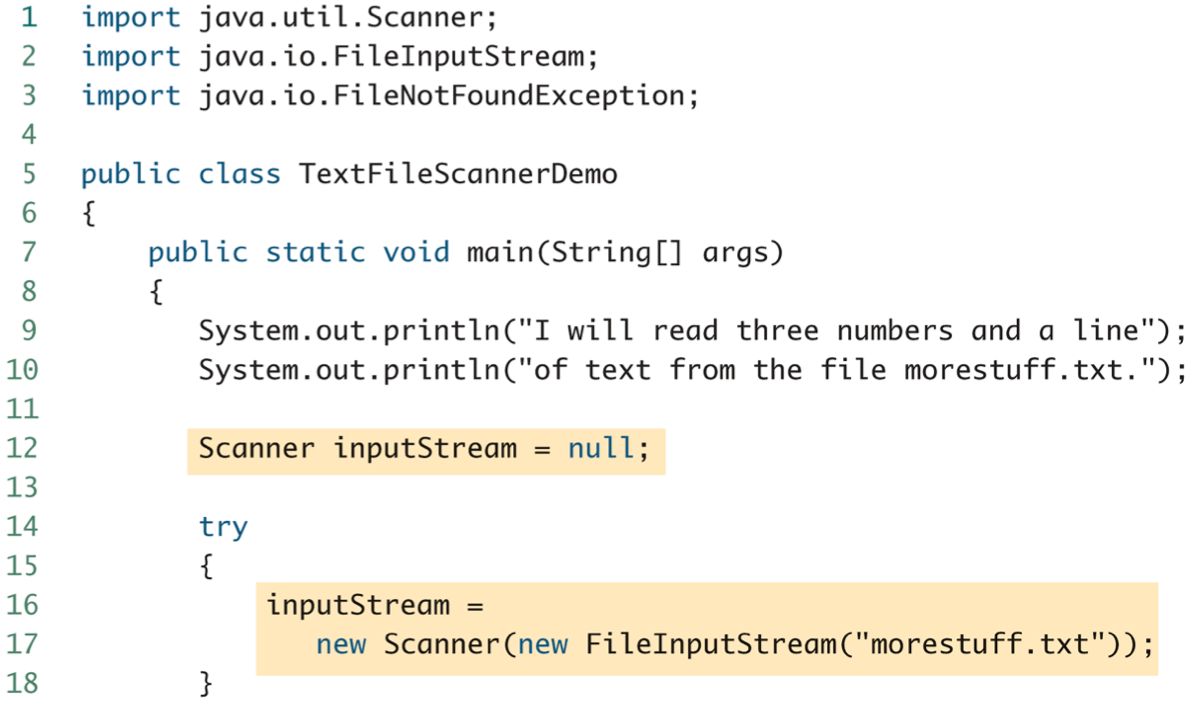 1 import java.util.Scanner;
2 import java.io.FileInputStream;
3 import java.io.FileNotFoundException;
4
5 public class TextFileScannerDemo
6 {
7     public static void main(String[] args)
8     {
9        System.out.println("I will read three numbers and a line");
10        System.out.println("of text from the file morestuff.txt.");
11
12        Scanner inputStream = null;
13
14        try
15        {
16            inputStream =
17               new Scanner(new FileInputStream("morestuff.txt"));
18        }